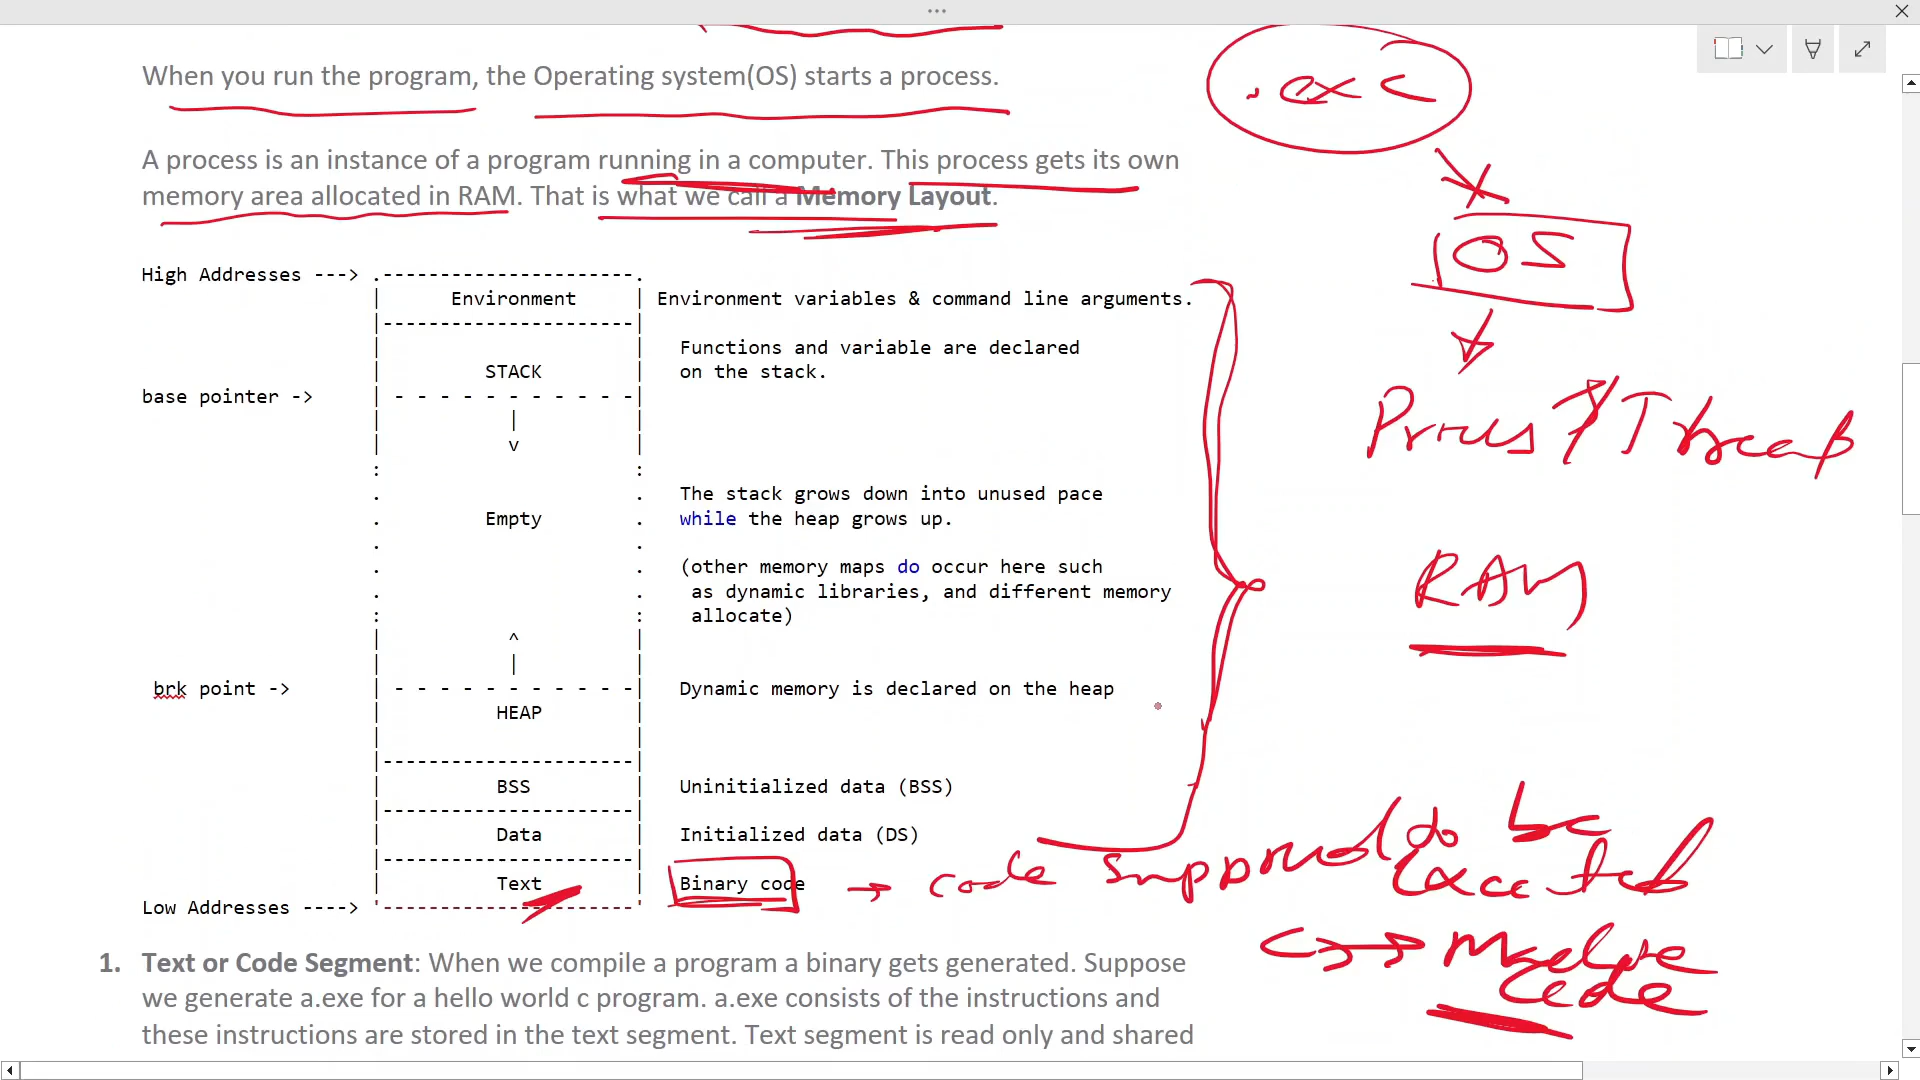 When you run the program, the Operating system(OS) starts a process.
A process is an instance of a program running in a computer. This process gets its own
memory area allocated in RAM. That is what we call a Memory Layout.
High Addresses ---> .----------------------.
| Environment | Environment variables & command line arguments.
|----------------------|
| | Functions and variable are declared
| STACK | on the stack.
base pointer -> | - - - - - - - - - - -|
| | |
| v |
: :
. . The stack grows down into unused pace
. Empty . while the heap grows up.
. .
. . (other memory maps do occur here such
. . as dynamic libraries, and different memory
: : allocate)
| ^ |
| | |
brk point -> | - - - - - - - - - - -| Dynamic memory is declared on the heap
| HEAP |
| |
|----------------------|
| BSS | Uninitialized data (BSS)
|----------------------|
| Data | Initialized data (DS)
|----------------------|
| Text | Binary code
Low Addresses ----> '----------------------'
1. Text or Code Segment: When we compile a program a binary gets generated. Suppose
we generate a.exe for a hello world c program. a.exe consists of the instructions and
these instructions are stored in the text segment. Text segment is read only and shared
.exe
OS
Process
RAM
code supposed to be
executed
C → Machine
code